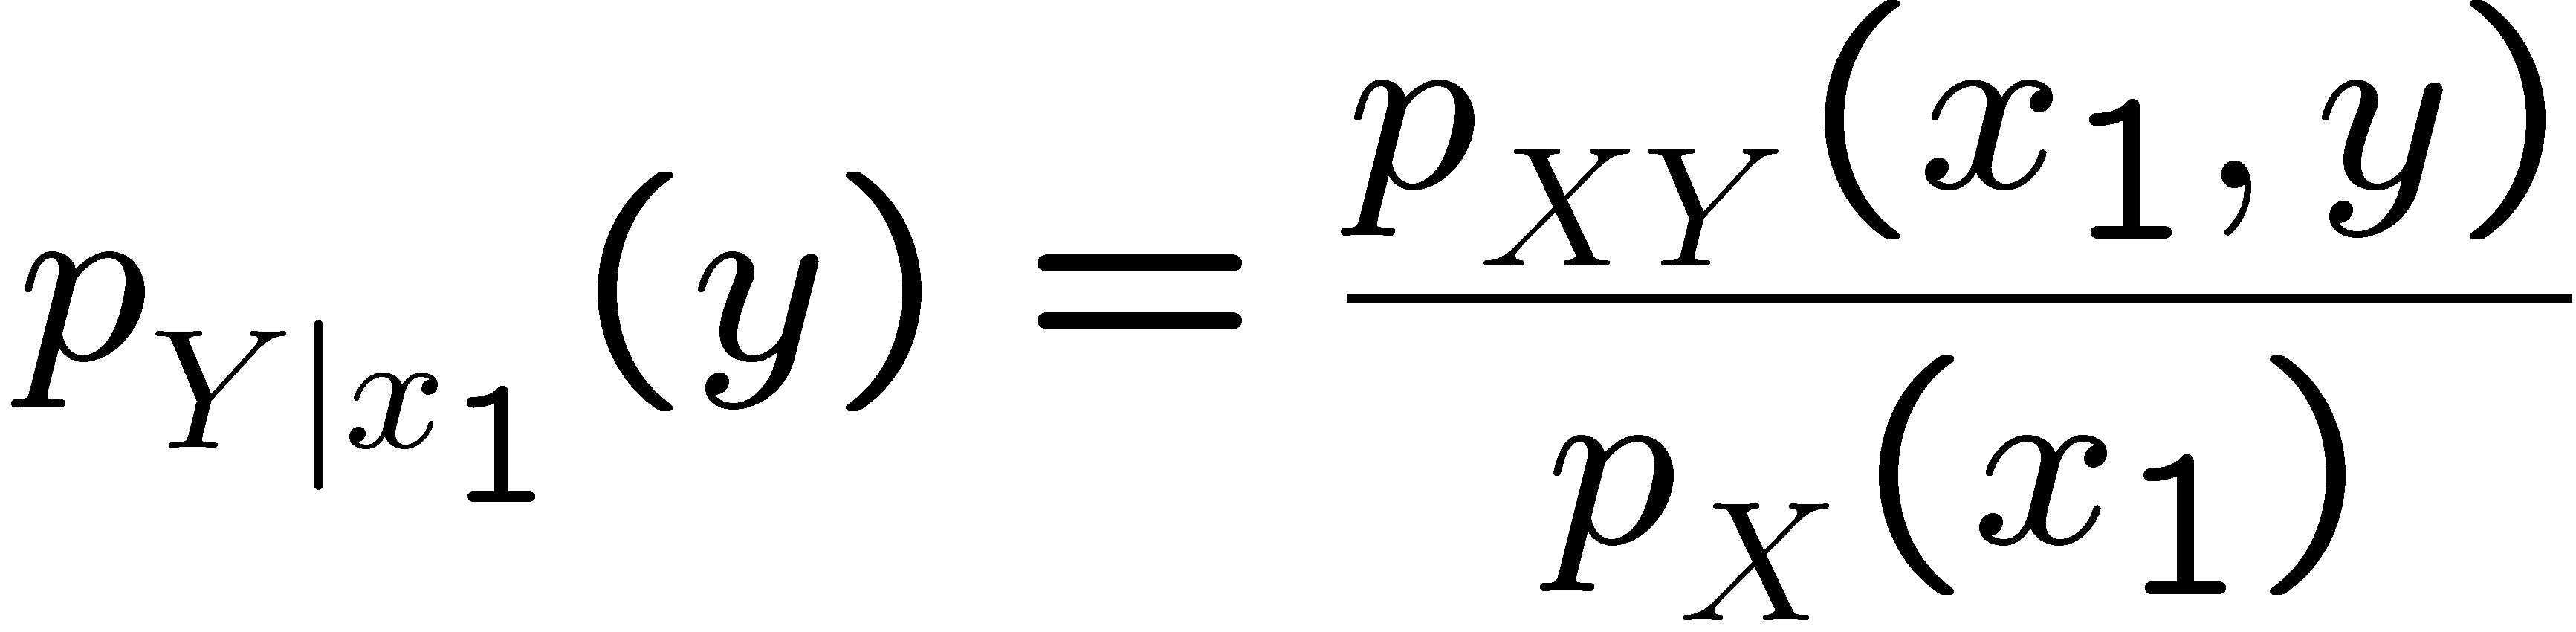 p_{Y|x_1}(y) = \frac{p_{XY}(x_1, y)}{p_X(x_1)}